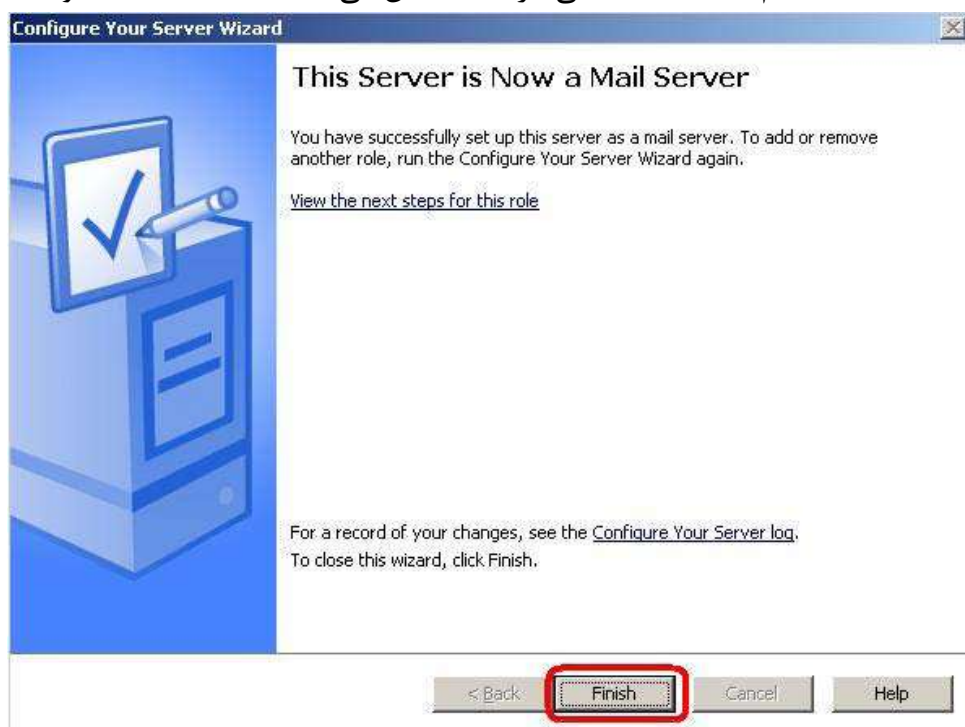 Configure Your Server Wizard
This Server is Now a Mail Server
You have successfully set up this server as a mail server. To add or remove
another role, run the Configure Your Server Wizard again.
View the next steps for this role
For a record of your changes, see the Configure Your Server log.
To close this wizard, click Finish.
< Back Finish Cancel Help